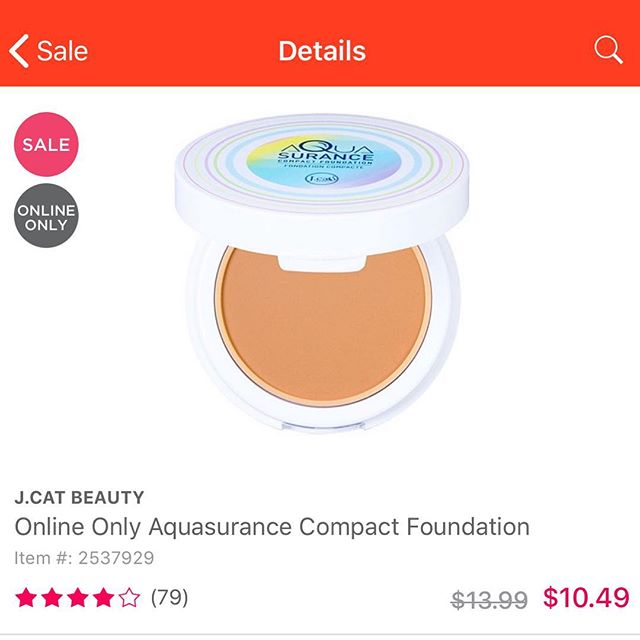 Sale
Details
SALE
ONLINE
ONLY
AQUA
SURANCE
COMPACT FOUNDATION
FONDATION COMPACTE
J.Cat
J.CAT BEAUTY
Online Only Aquasurance Compact Foundation
Item #: 2537929
(79)
$13.99 $10.49